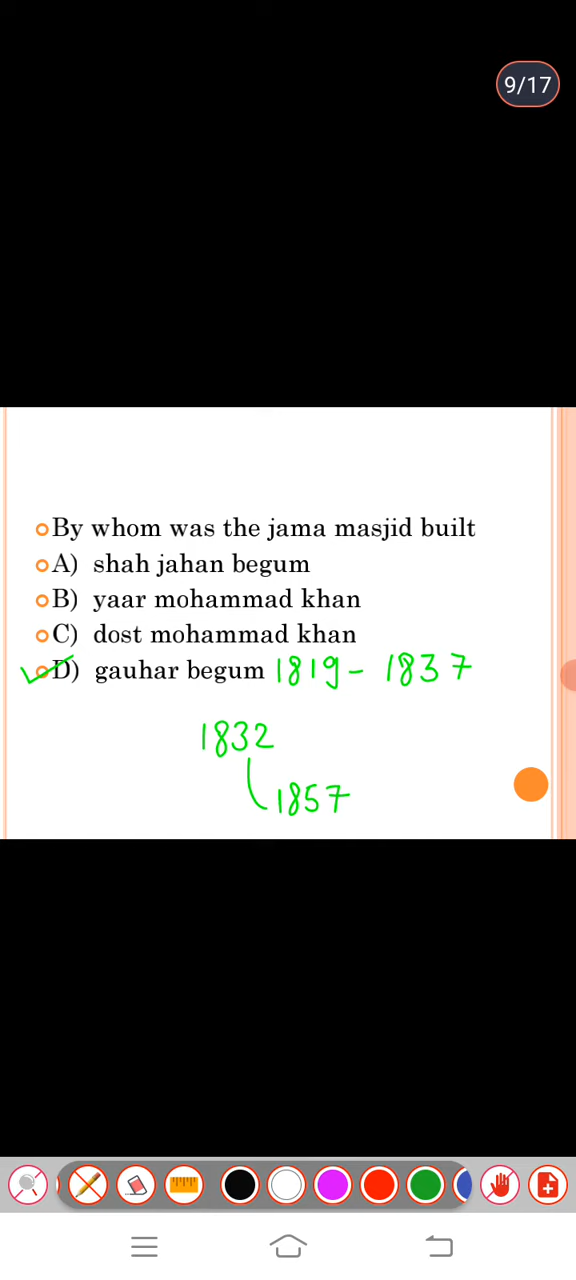 9/17
By whom was the jama masjid built
A) shah jahan begum
B) yaar mohammad khan
C) dost mohammad khan
D) gauhar begum 1819 - 1837
1832
1857